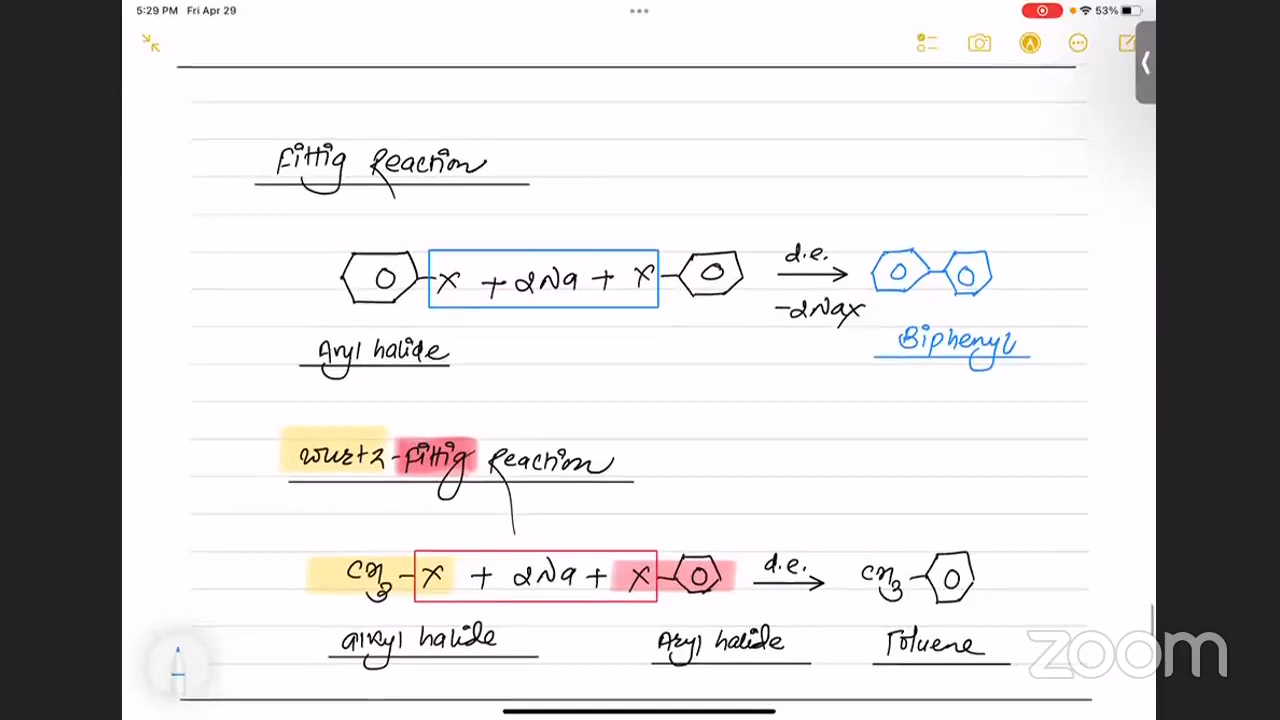 5:29 PM Fri Apr 29
53%
Fittig Reaction
X + 2Na + X d.e.
-2NaX
Aryl halide Biphenyl
Wurtz-Fittig Reaction
CH3-X + 2Na + X d.e. CH3
alkyl halide Aryl halide Toluene
zoom